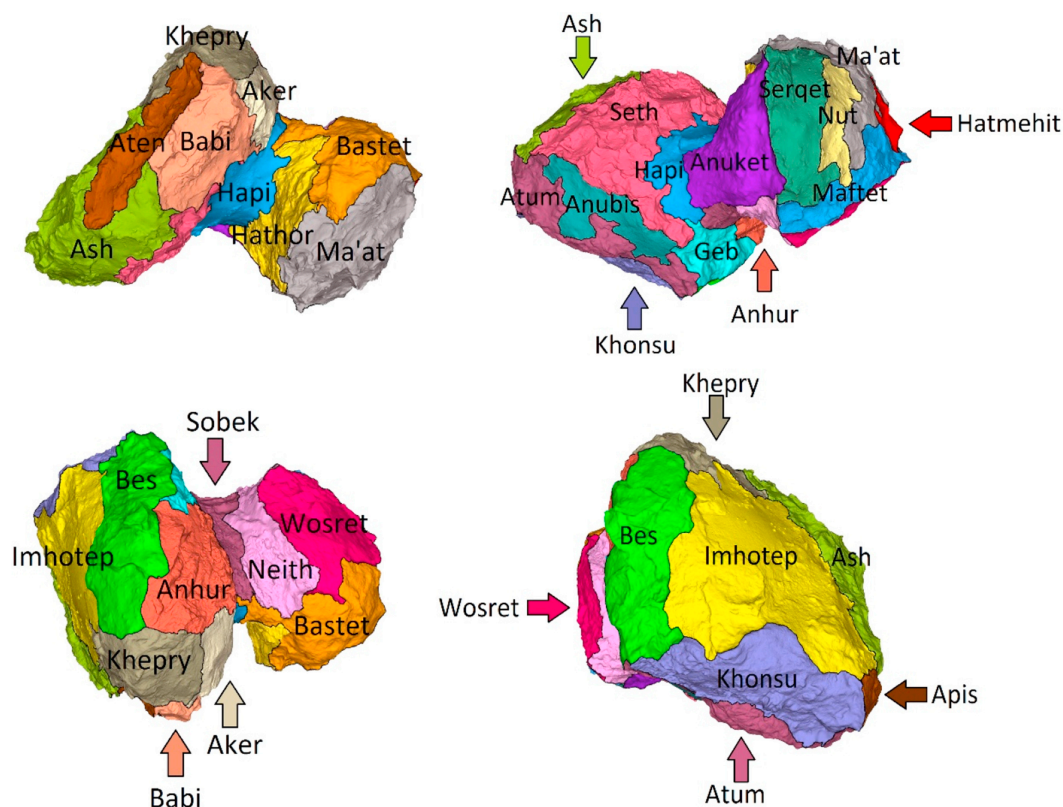 Khepry
Aker
Aten
Babi
Bastet
Hapi
Ash
Hathor
Ma'at
Ash
Ma'at
Seth
Serqet
Nut
Hatmehit
Hapi
Anuket
Atum
Anubis
Maftet
Geb
Anhur
Khonsu
Sobek
Bes
Wosret
Imhotep
Neith
Anhur
Bastet
Khepry
Aker
Babi
Khepry
Bes
Imhotep
Ash
Wosret
Khonsu
Apis
Atum